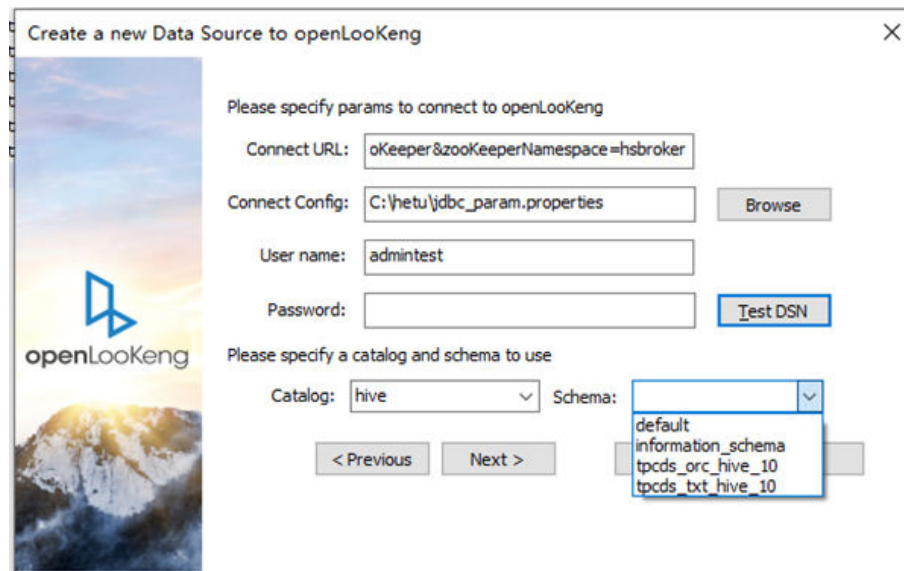 Create a new Data Source to openLooKeng
Please specify params to connect to openLooKeng
Connect URL: oKeeper&zooKeeperNamespace=hsbroker
Connect Config: C:\hetu\jdbc_param.properties Browse
User name: admintest
Password: Test DSN
openLooKeng
Please specify a catalog and schema to use
Catalog: hive Schema:
default
information_schema
tpcds_orc_hive_10
tpcds_txt_hive_10
< Previous Next >